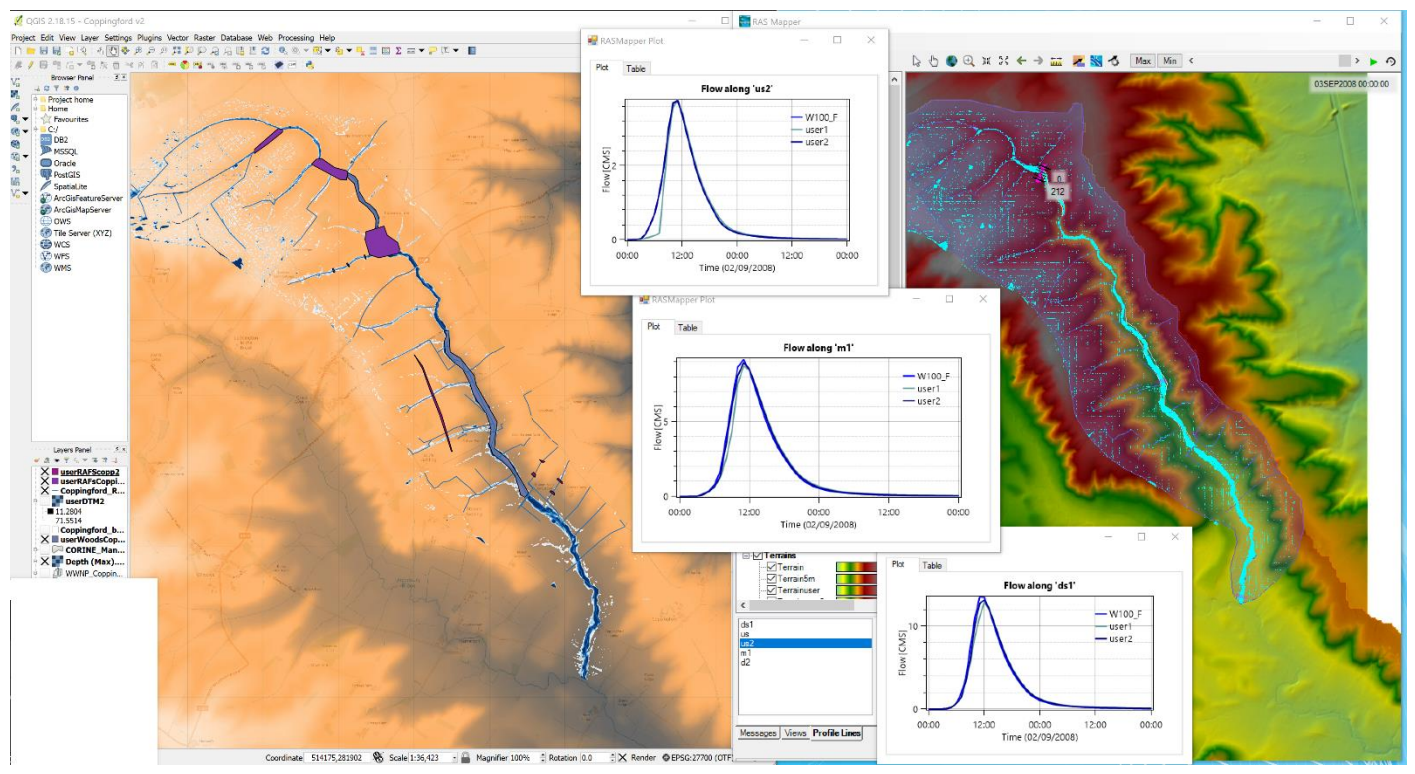 QGIS 2.18.15 - Coppingford v2
Project Edit View Layer Settings Plugins Vector Raster Database Web Processing Help
Browser Panel
Project home
Home
Favourites
C:/
DB2
MSSQL
Oracle
PostGIS
SpatiaLite
ArcGisFeatureServer
ArcGisMapServer
OWS
Tile Server (XYZ)
WCS
WFS
WMS
Layers Panel
userRAFScopp2
userRAFsCoppi...
Coppingford_R...
userDTM2
11.2804
71.5514
Coppingford_b...
userWoodsCop...
CORINE_Man...
Depth (Max)....
WWNP_Coppin...
Coordinate 514175,281902 Scale 1:36,423 Magnifier 100% Rotation 0.0 Render EPSG:27700 (OTF)
RAS Mapper
Max Min
03SEP2008 00:00:00
0
212
RASMapper Plot
Plot Table
Flow along 'us2'
W100_F
user1
user2
Flow [CMS]
2
0
00:00 12:00 00:00 12:00 00:00
Time (02/09/2008)
RASMapper Plot
Plot Table
Flow along 'm1'
W100_F
user1
user2
Flow [CMS]
5
0
00:00 12:00 00:00 12:00 00:00
Time (02/09/2008)
Terrains
Terrain
Terrain5m
Terrainuser
ds1
us
us2
m1
d2
Messages Views Profile Lines
Plot Table
Flow along 'ds1'
W100_F
user1
user2
Flow [CMS]
10
0
00:00 12:00 00:00 12:00 00:00
Time (02/09/2008)